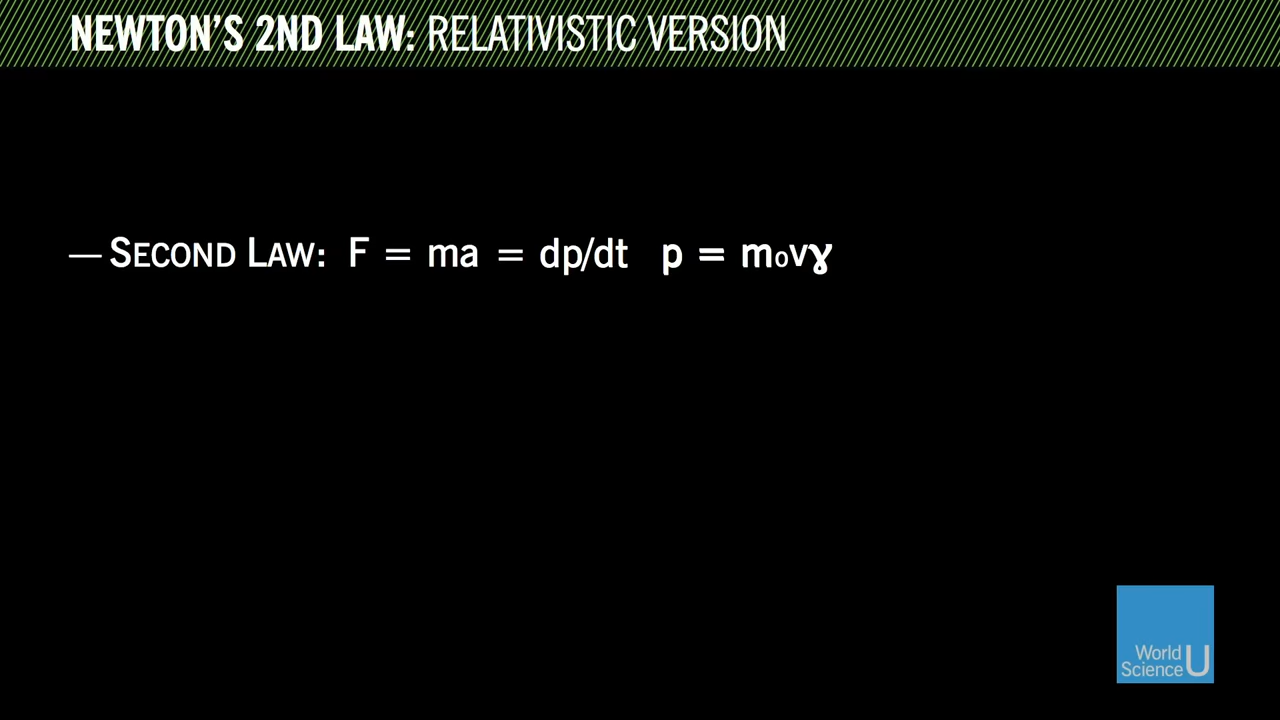 NEWTON'S 2ND LAW: RELATIVISTIC VERSION
— SECOND LAW: F = ma = dp/dt p = m₀vɣ
World
Science U